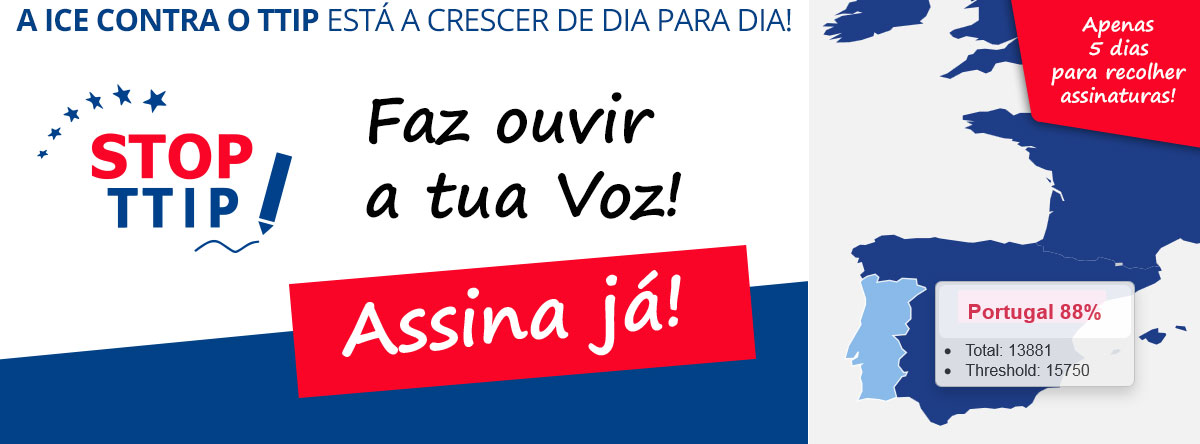 A ICE CONTRA O TTIP ESTÁ A CRESCER DE DIA PARA DIA!
STOP
TTIP
Faz ouvir
a tua Voz!
Assina já!
Apenas
5 dias
para recolher
assinaturas!
Portugal 88%
• Total: 13881
• Threshold: 15750